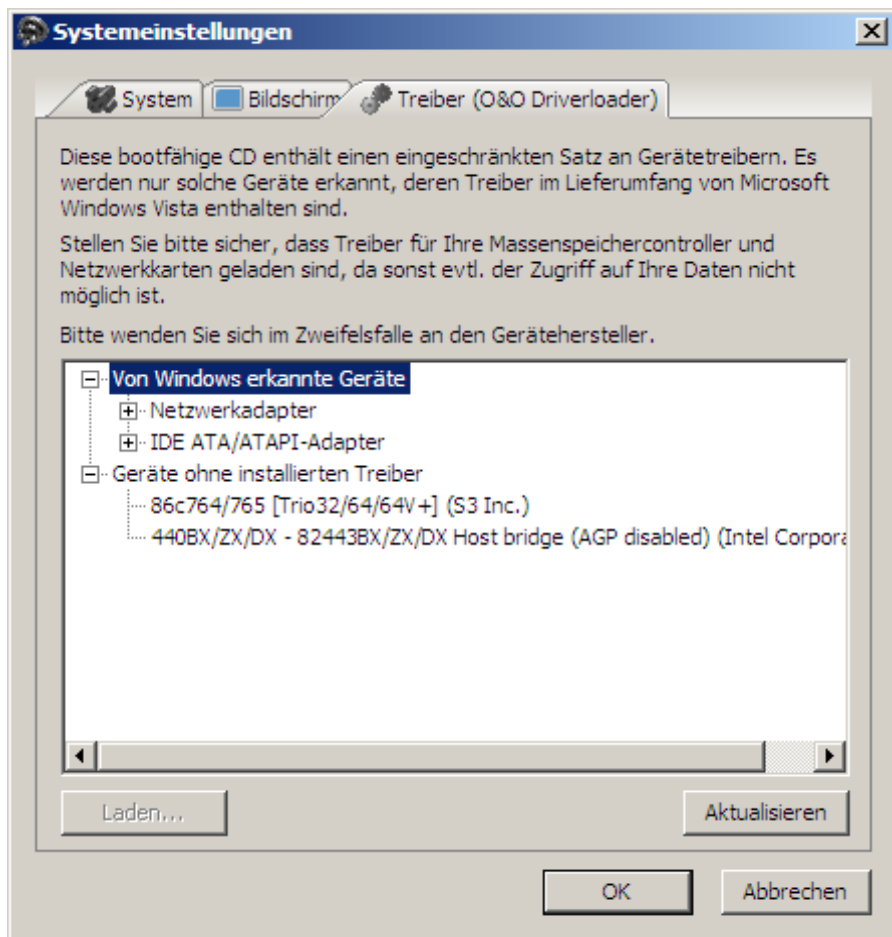 Systemeinstellungen
System Bildschirm Treiber (O&O Driverloader)
Diese bootfähige CD enthält einen eingeschränkten Satz an Gerätetreibern. Es
werden nur solche Geräte erkannt, deren Treiber im Lieferumfang von Microsoft
Windows Vista enthalten sind.
Stellen Sie bitte sicher, dass Treiber für Ihre Massenspeichercontroller und
Netzwerkkarten geladen sind, da sonst evtl. der Zugriff auf Ihre Daten nicht
möglich ist.
Bitte wenden Sie sich im Zweifelsfalle an den Gerätehersteller.
Von Windows erkannte Geräte
Netzwerkadapter
IDE ATA/ATAPI-Adapter
Geräte ohne installierten Treiber
86c764/765 [Trio32/64/64V+] (S3 Inc.)
440BX/ZX/DX - 82443BX/ZX/DX Host bridge (AGP disabled) (Intel Corpora
Laden... Aktualisieren
OK Abbrechen